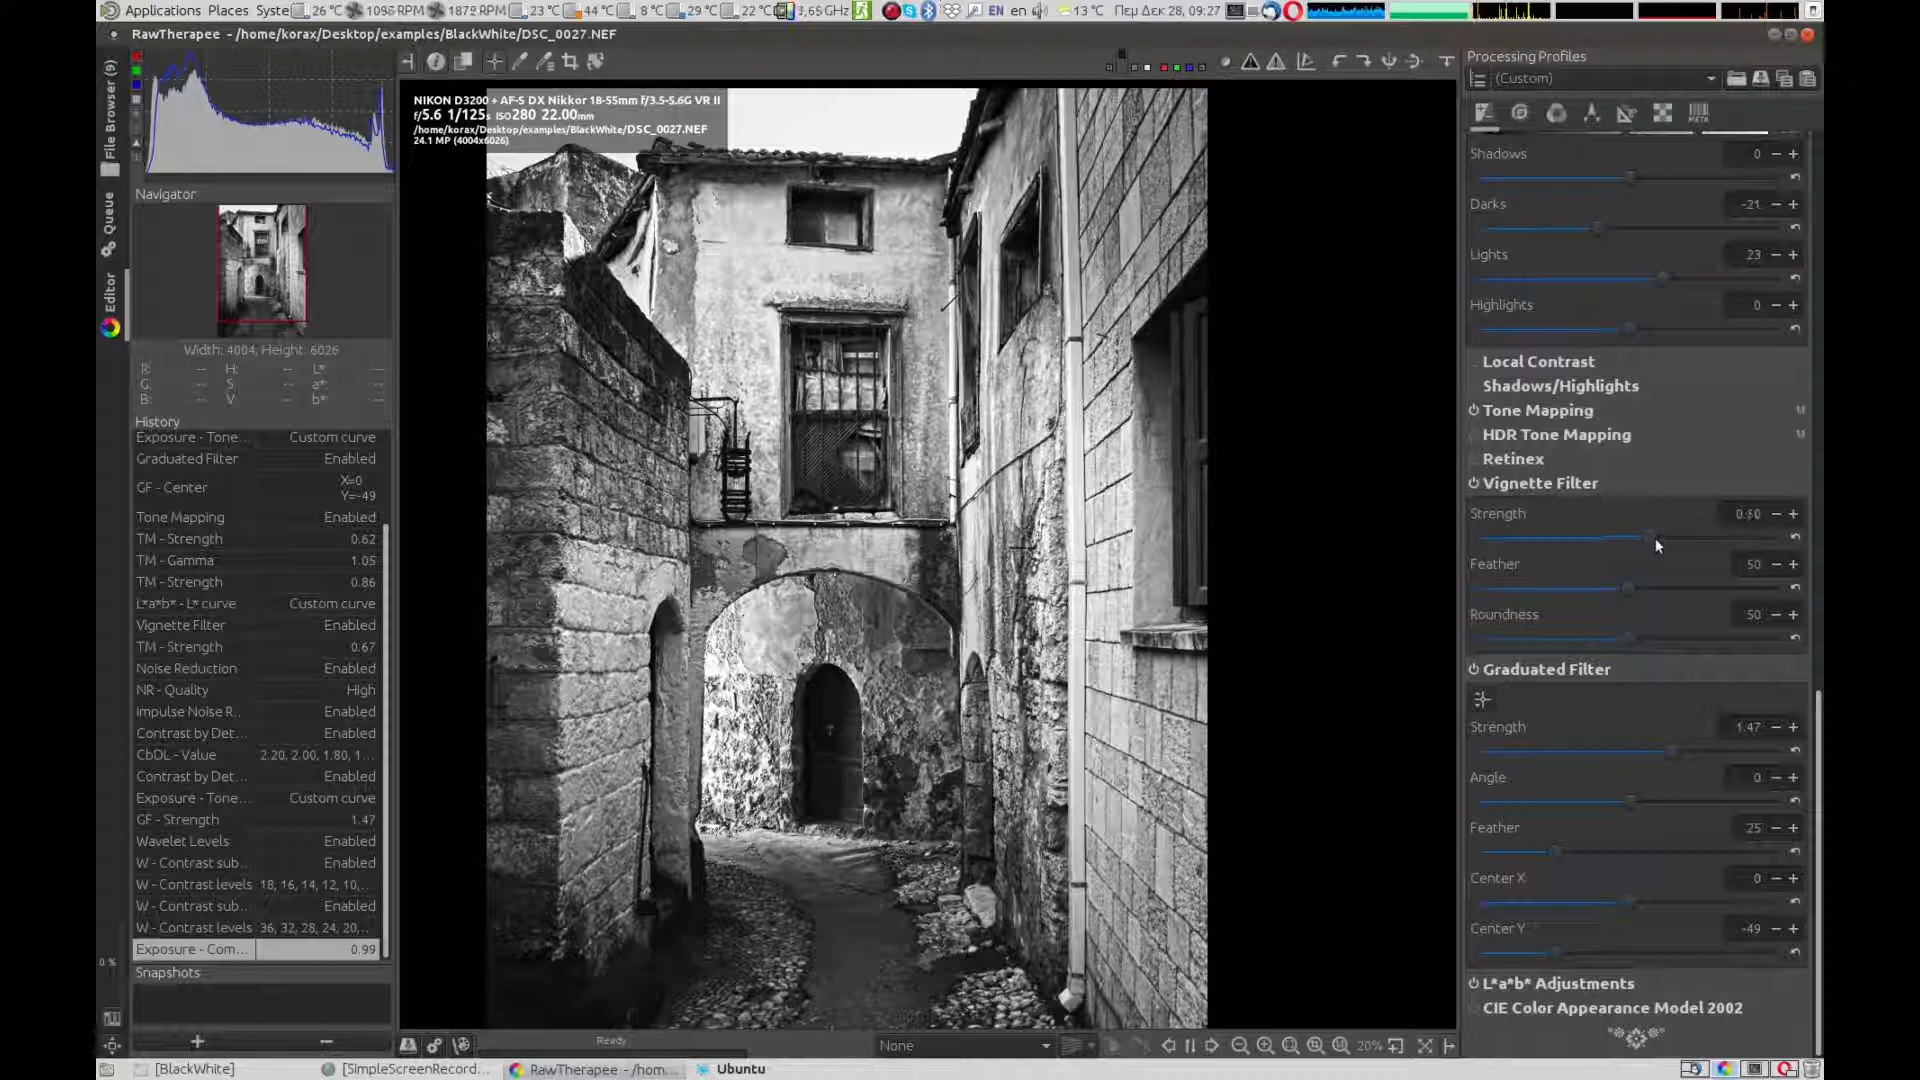 Applications Places Syste 26 °C 1098 RPM 1872 RPM 23 °C 44 °C 8 °C 29 °C 22 °C 3,65 GHz EN en 13 °C Πεμ Δεκ 28, 09:27
RawTherapee - /home/korax/Desktop/examples/BlackWhite/DSC_0027.NEF
File Browser (9)
Queue
Editor
0 %
Navigator
Width: 4004; Height: 6026
R: -- H: -- L* --
G: -- S: -- a*: --
B: -- V: -- b*: --
History
Exposure - Tone... Custom curve
Graduated Filter Enabled
GF - Center X=0
Y=-49
Tone Mapping Enabled
TM - Strength 0.62
TM - Gamma 1.05
TM - Strength 0.86
L*a*b* - L* curve Custom curve
Vignette Filter Enabled
TM - Strength 0.67
Noise Reduction Enabled
NR - Quality High
Impulse Noise R... Enabled
Contrast by Det... Enabled
CbDL - Value 2.20, 2.00, 1.80, 1...
Contrast by Det... Enabled
Exposure - Tone... Custom curve
GF - Strength 1.47
Wavelet Levels Enabled
W - Contrast sub... Enabled
W - Contrast levels 18, 16, 14, 12, 10,...
W - Contrast sub... Enabled
W - Contrast levels 36, 32, 28, 24, 20,...
Exposure - Com... 0.99
Snapshots
NIKON D3200 + AF-S DX Nikkor 18-55mm f/3.5-5.6G VR II
f/5.6 1/125s ISO280 22.00mm
/home/korax/Desktop/examples/BlackWhite/DSC_0027.NEF
24.1 MP (4004x6026)
Ready
None
20%
Processing Profiles
(Custom)
META
Shadows 0
Darks -21
Lights 23
Highlights 0
Local Contrast
Shadows/Highlights
Tone Mapping
HDR Tone Mapping
Retinex
Vignette Filter
Strength 0.60
Feather 50
Roundness 50
Graduated Filter
Strength 1.47
Angle 0
Feather 25
Center X 0
Center Y -49
L*a*b* Adjustments
CIE Color Appearance Model 2002
[BlackWhite] [SimpleScreenRecord... RawTherapee - /hom... Ubuntu